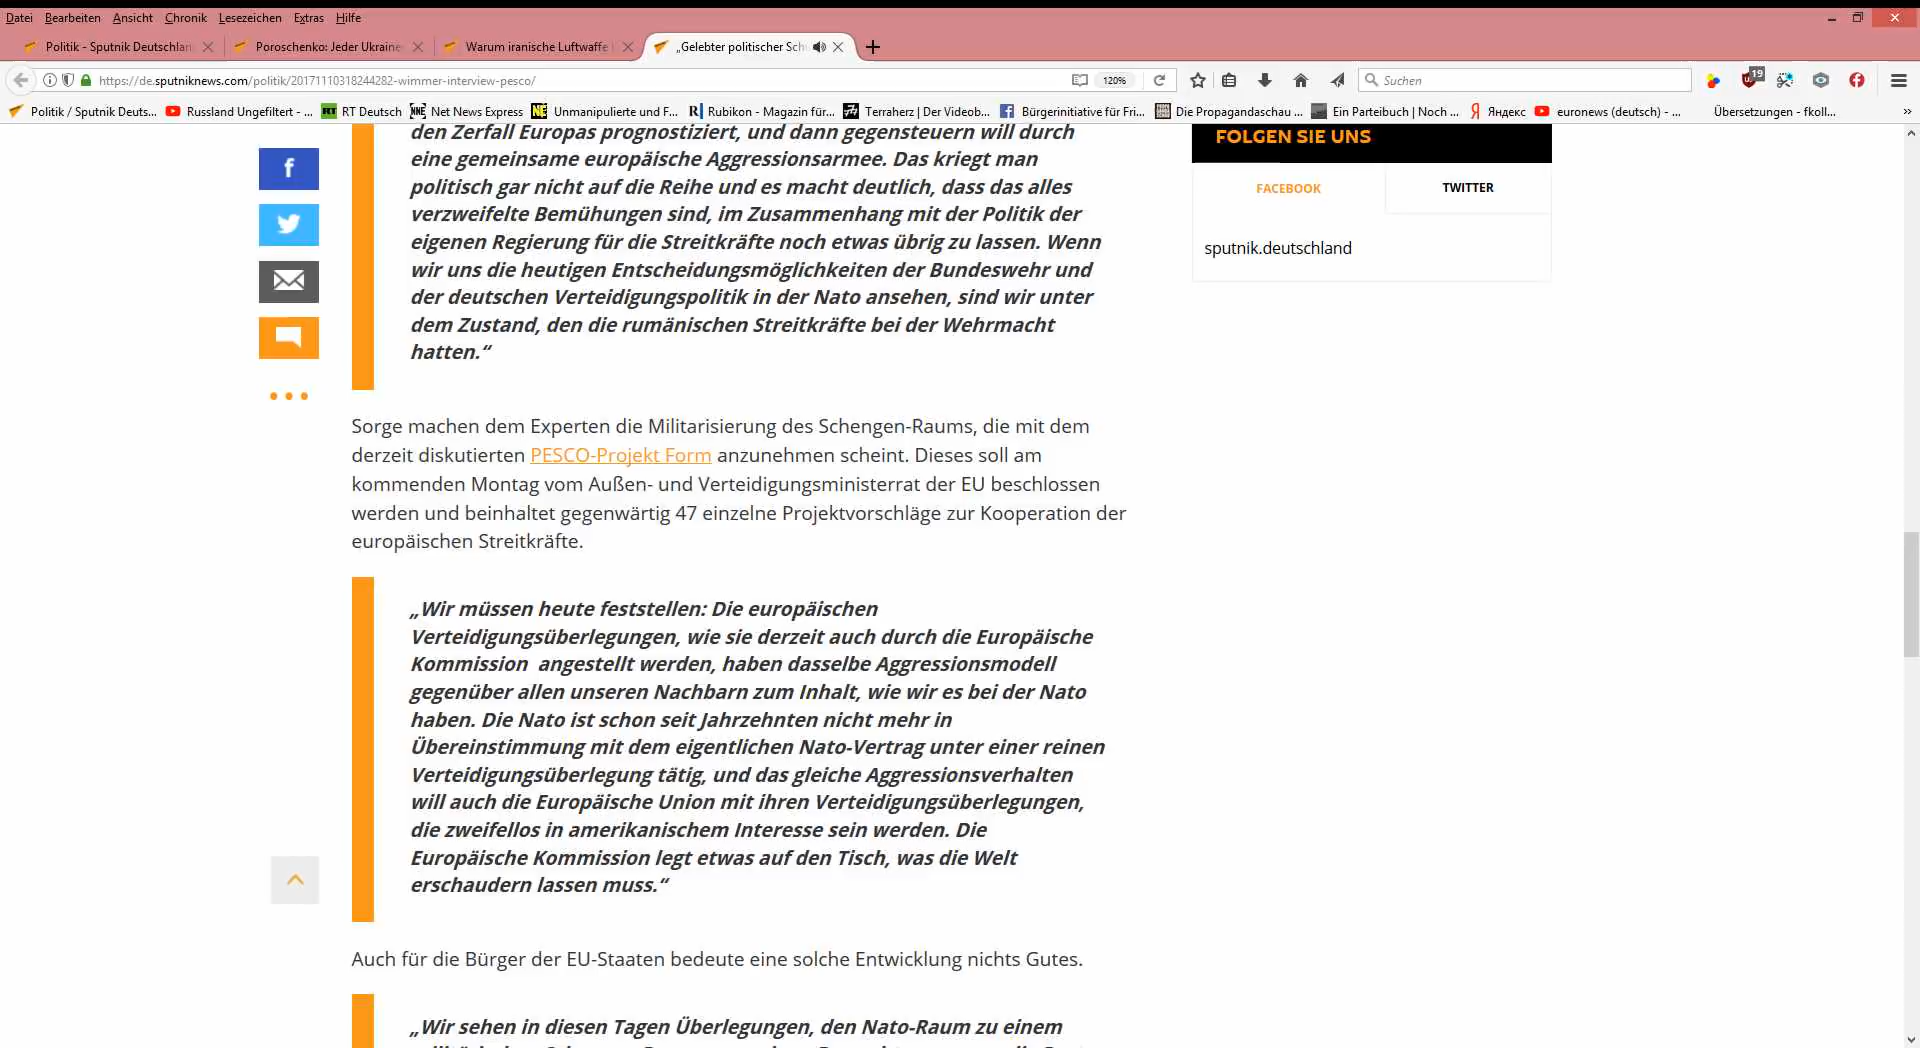 Datei Bearbeiten Ansicht Chronik Lesezeichen Extras Hilfe
Politik - Sputnik Deutschlan
Poroschenko: Jeder Ukraine
Warum iranische Luftwaffe
„Gelebter politischer Sch
https://de.sputniknews.com/politik/20171110318244282-wimmer-interview-pesco/
120%
Suchen
19
Politik / Sputnik Deuts...
Russland Ungefiltert - ...
RT Deutsch
Net News Express
Unmanipulierte und F...
Rubikon - Magazin für...
Terraherz | Der Videob...
Bürgerinitiative für Fri...
Die Propagandaschau ...
Ein Parteibuch | Noch ...
Яндекс
euronews (deutsch) - ...
Übersetzungen - fkoll...
den Zerfall Europas prognostiziert, und dann gegensteuern will durch
eine gemeinsame europäische Aggressionsarmee. Das kriegt man
politisch gar nicht auf die Reihe und es macht deutlich, dass das alles
verzweifelte Bemühungen sind, im Zusammenhang mit der Politik der
eigenen Regierung für die Streitkräfte noch etwas übrig zu lassen. Wenn
wir uns die heutigen Entscheidungsmöglichkeiten der Bundeswehr und
der deutschen Verteidigungspolitik in der Nato ansehen, sind wir unter
dem Zustand, den die rumänischen Streitkräfte bei der Wehrmacht
hatten.“
FOLGEN SIE UNS
FACEBOOK
TWITTER
sputnik.deutschland
Sorge machen dem Experten die Militarisierung des Schengen-Raums, die mit dem
derzeit diskutierten PESCO-Projekt Form anzunehmen scheint. Dieses soll am
kommenden Montag vom Außen- und Verteidigungsministerrat der EU beschlossen
werden und beinhaltet gegenwärtig 47 einzelne Projektvorschläge zur Kooperation der
europäischen Streitkräfte.
„Wir müssen heute feststellen: Die europäischen
Verteidigungsüberlegungen, wie sie derzeit auch durch die Europäische
Kommission angestellt werden, haben dasselbe Aggressionsmodell
gegenüber allen unseren Nachbarn zum Inhalt, wie wir es bei der Nato
haben. Die Nato ist schon seit Jahrzehnten nicht mehr in
Übereinstimmung mit dem eigentlichen Nato-Vertrag unter einer reinen
Verteidigungsüberlegung tätig, und das gleiche Aggressionsverhalten
will auch die Europäische Union mit ihren Verteidigungsüberlegungen,
die zweifellos in amerikanischem Interesse sein werden. Die
Europäische Kommission legt etwas auf den Tisch, was die Welt
erschaudern lassen muss.“
Auch für die Bürger der EU-Staaten bedeute eine solche Entwicklung nichts Gutes.
„Wir sehen in diesen Tagen Überlegungen, den Nato-Raum zu einem